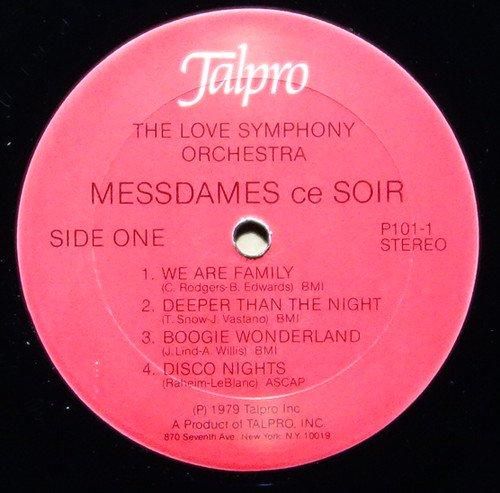 Talpro
THE LOVE SYMPHONY
ORCHESTRA
MESSDAMES ce SOIR
SIDE ONE
P101-1
STEREO
1. WE ARE FAMILY
(C. Rodgers-B. Edwards) BMI
2. DEEPER THAN THE NIGHT
(T. Snow-J. Vastano) BMI
3. BOOGIE WONDERLAND
(J. Lind-A. Willis) BMI
4. DISCO NIGHTS
(Raheim-LeBlanc) ASCAP
(P) 1979 Talpro Inc
A Product of TALPRO, INC.
870 Seventh Ave., New York, N.Y. 10019